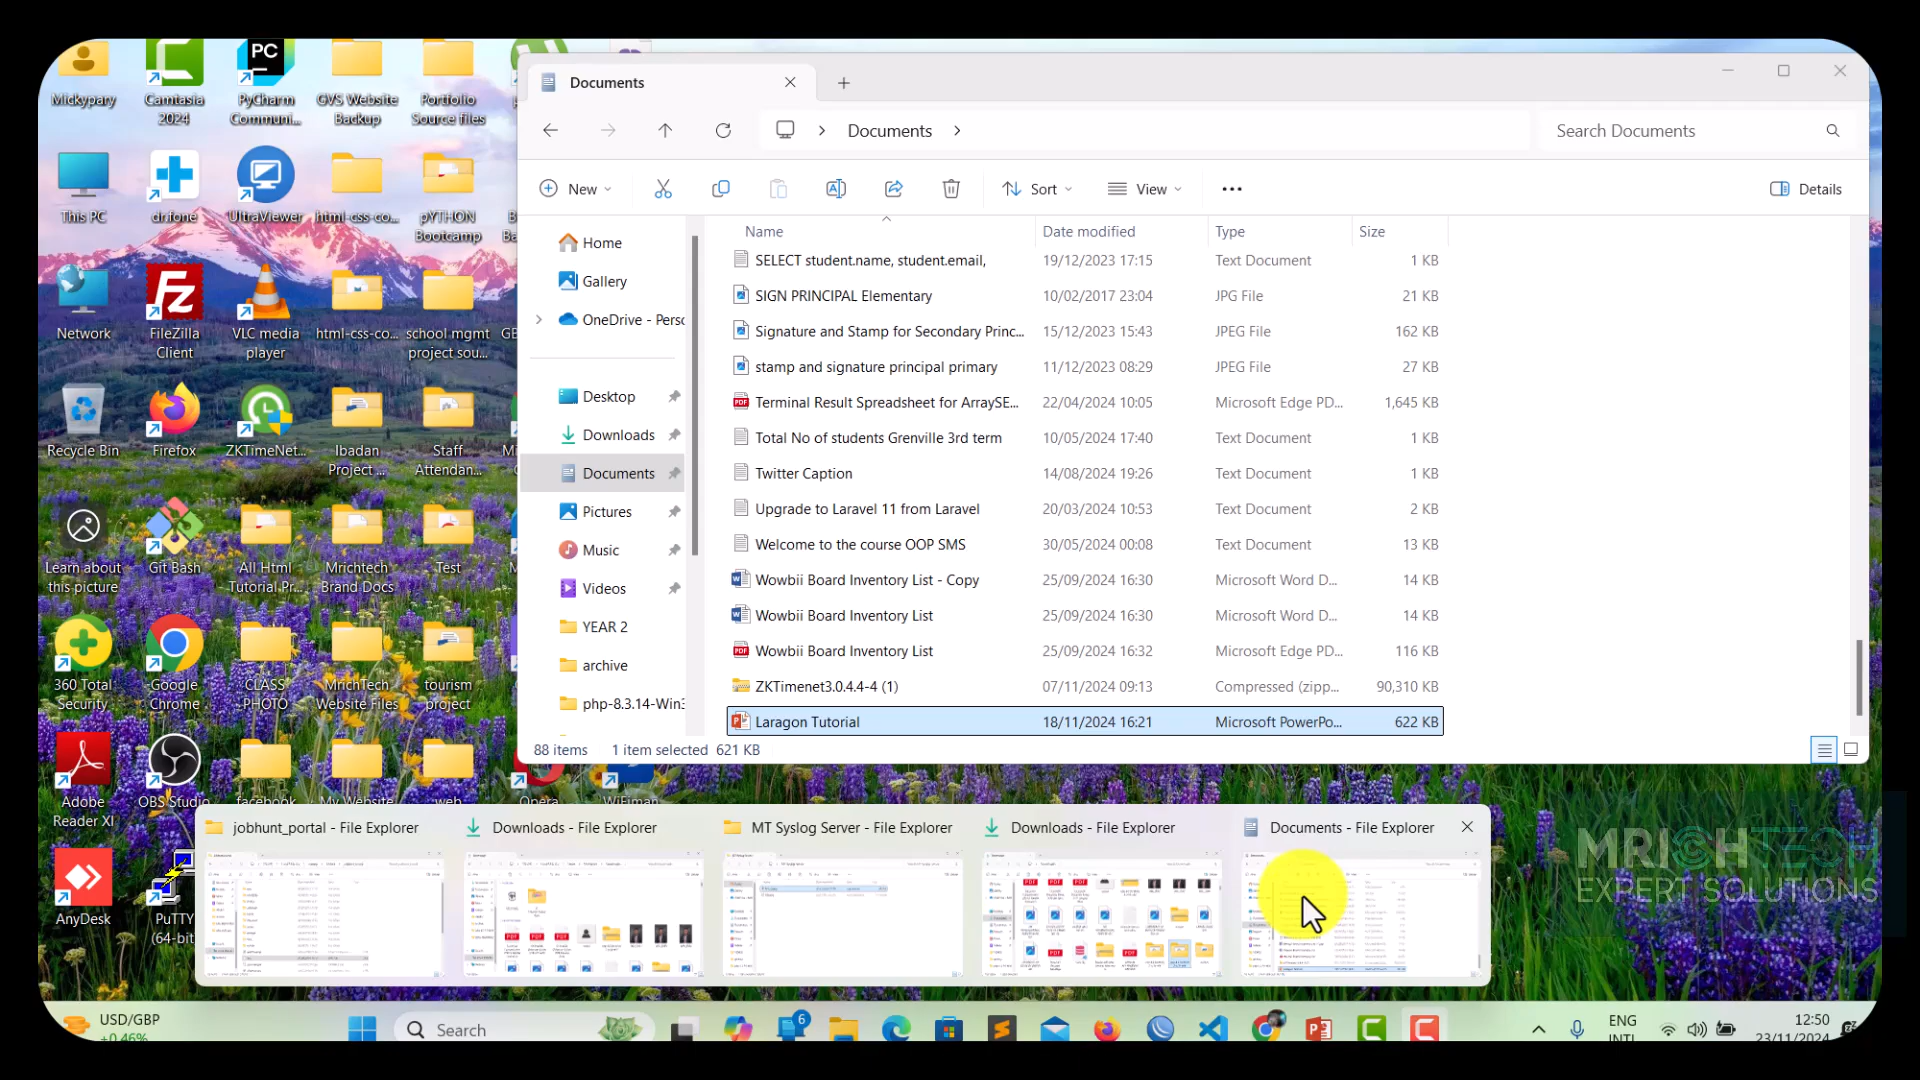 Mickypary
Camtasia
2024
PC
PyCharm
Communi...
GVS Website
Backup
Portfolio
Source files
This PC
dr.fone
UltraViewer
html-css-co...
pYTHON
Bootcamp
Network
FileZilla
Client
VLC media
player
html-css-co...
school mgmt
project sou...
Recycle Bin
Firefox
ZKTimeNet...
Ibadan
Project ...
Staff
Attendan...
Learn about
this picture
Git Bash
All Html
Tutorial Pr...
Mrichtech
Brand Docs
Test
360 Total
Security
Google
Chrome
CLASS
PHOTO
MrichTech
Website Files
tourism
project
Adobe
Reader XI
OBS Studio
facebook
My Website
web
Opera
WiFiman
AnyDesk
PuTTY
(64-bit
Documents
Documents
Search Documents
New
Sort
View
Details
Home
Gallery
OneDrive - Perso
Desktop
Downloads
Documents
Pictures
Music
Videos
YEAR 2
archive
php-8.3.14-Win3
Name Date modified Type Size
SELECT student.name, student.email, 19/12/2023 17:15 Text Document 1 KB
SIGN PRINCIPAL Elementary 10/02/2017 23:04 JPG File 21 KB
Signature and Stamp for Secondary Princ... 15/12/2023 15:43 JPEG File 162 KB
stamp and signature principal primary 11/12/2023 08:29 JPEG File 27 KB
Terminal Result Spreadsheet for ArraySE... 22/04/2024 10:05 Microsoft Edge PD... 1,645 KB
Total No of students Grenville 3rd term 10/05/2024 17:40 Text Document 1 KB
Twitter Caption 14/08/2024 19:26 Text Document 1 KB
Upgrade to Laravel 11 from Laravel 20/03/2024 10:53 Text Document 2 KB
Welcome to the course OOP SMS 30/05/2024 00:08 Text Document 13 KB
Wowbii Board Inventory List - Copy 25/09/2024 16:30 Microsoft Word D... 14 KB
Wowbii Board Inventory List 25/09/2024 16:30 Microsoft Word D... 14 KB
Wowbii Board Inventory List 25/09/2024 16:32 Microsoft Edge PD... 116 KB
ZKTimenet3.0.4.4-4 (1) 07/11/2024 09:13 Compressed (zipp... 90,310 KB
Laragon Tutorial 18/11/2024 16:21 Microsoft PowerPo... 622 KB
88 items 1 item selected 621 KB
jobhunt_portal - File Explorer
Downloads - File Explorer
MT Syslog Server - File Explorer
Downloads - File Explorer
Documents - File Explorer
MRICHTECH
EXPERT SOLUTIONS
USD/GBP
+0.46%
Search
6
ENG
INTL
12:50
23/11/2024